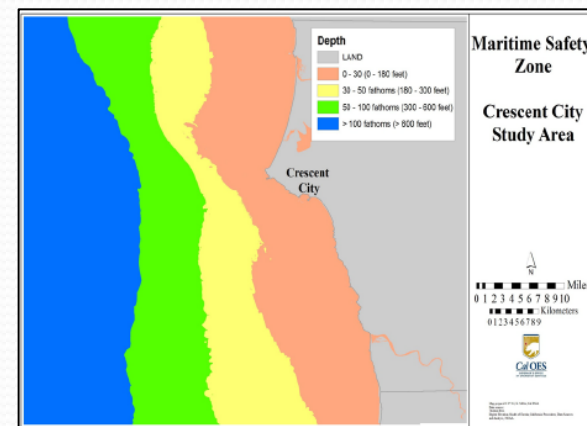 Depth
LAND
0 - 30 (0 - 180 feet)
30 - 50 fathoms (180 - 300 feet)
50 - 100 fathoms (300 - 600 feet)
> 100 fathoms (> 600 feet)
Crescent
City
Maritime Safety
Zone
Crescent City
Study Area
N
Mile
0 1 2 3 4 5 6 7 8 9 10
Kilometers
0 1 2 3 4 5 6 7 8 9
Cal OES